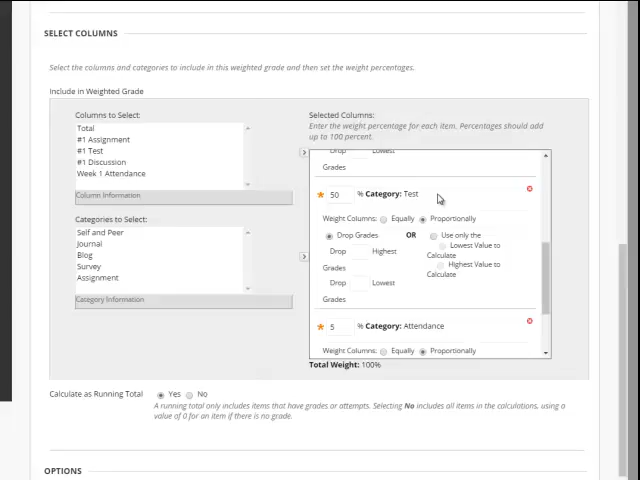 SELECT COLUMNS
Select the columns and categories to include in this weighted grade and then set the weight percentages.
Include in Weighted Grade
Columns to Select:
Total
#1 Assignment
#1 Test
#1 Discussion
Week 1 Attendance
Column Information
Categories to Select:
Self and Peer
Journal
Blog
Survey
Assignment
Category Information
Selected Columns:
Enter the weight percentage for each item. Percentages should add
up to 100 percent.
Drop Lowest
Grades
50 % Category: Test
Weight Columns: Equally Proportionally
Drop Grades OR Use only the
Drop Highest
Grades
Drop Lowest
Grades
Lowest Value to
Calculate
Highest Value to
Calculate
5 % Category: Attendance
Weight Columns: Equally Proportionally
Total Weight: 100%
Calculate as Running Total Yes No
A running total only includes items that have grades or attempts. Selecting No includes all items in the calculations, using a
value of 0 for an item if there is no grade.
OPTIONS